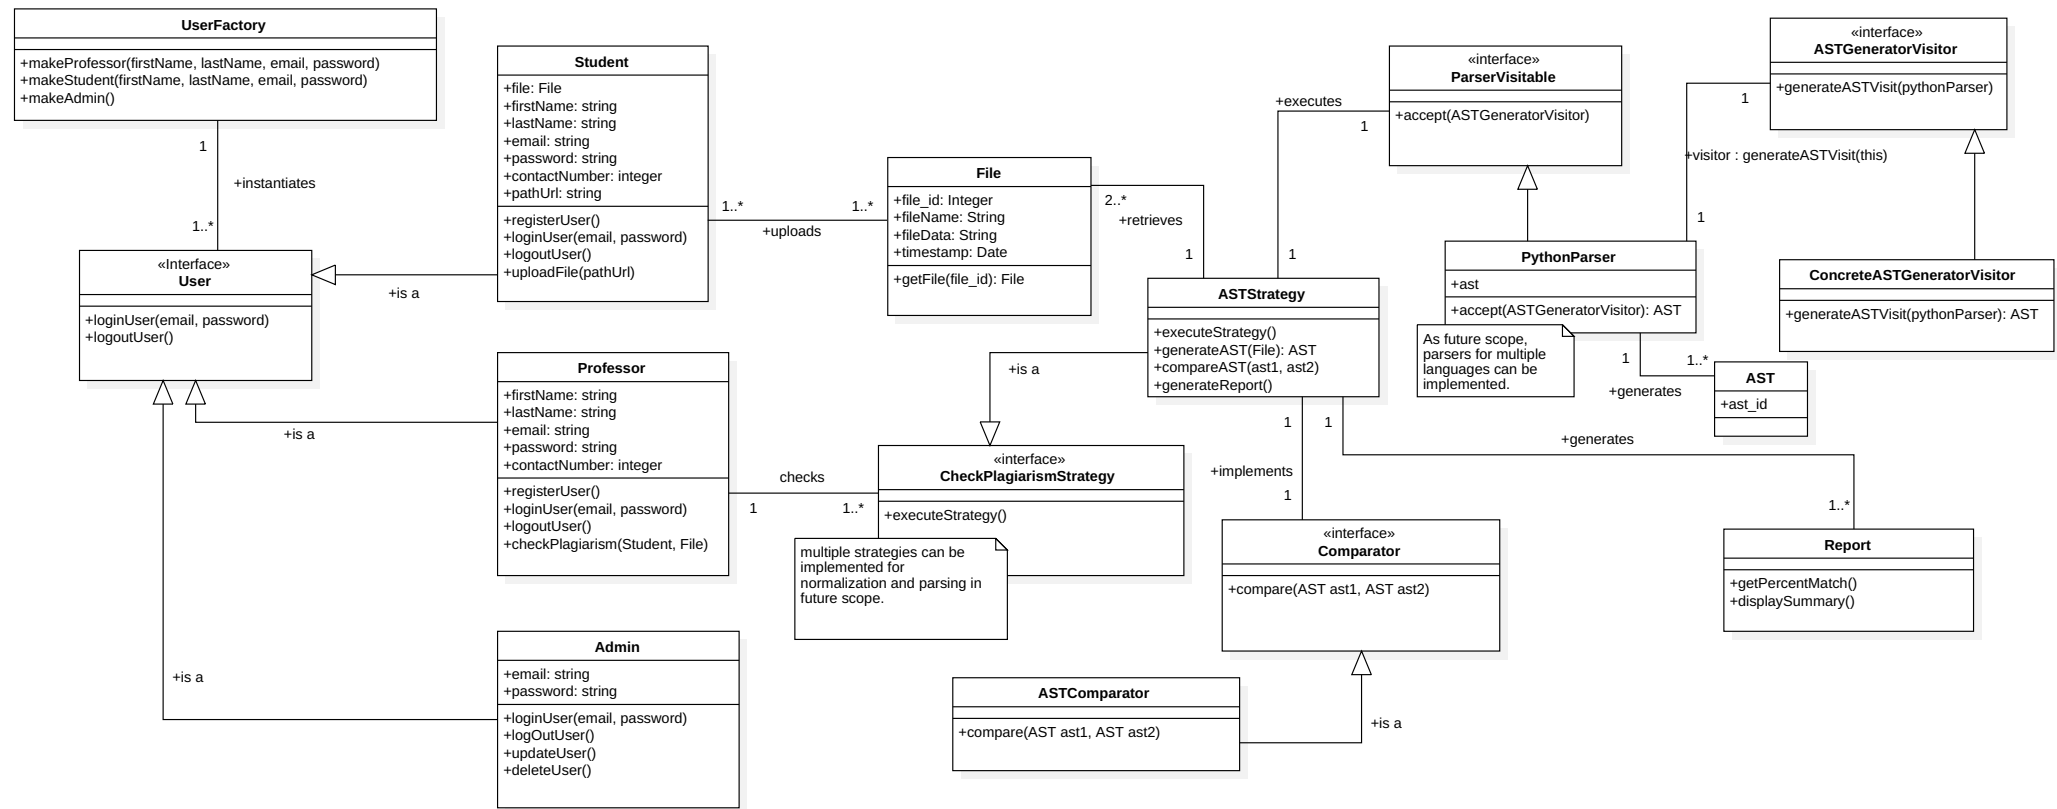 UserFactory
+makeProfessor(firstName, lastName, email, password)
+makeStudent(firstName, lastName, email, password)
+makeAdmin()
1
+instantiates
1..*
«Interface»
User
+loginUser(email, password)
+logoutUser()
+is a
+is a
+is a
Student
+file: File
+firstName: string
+lastName: string
+email: string
+password: string
+contactNumber: integer
+pathUrl: string
+registerUser()
+loginUser(email, password)
+logoutUser()
+uploadFile(pathUrl)
1..*
1..*
+uploads
Professor
+firstName: string
+lastName: string
+email: string
+password: string
+contactNumber: integer
+registerUser()
+loginUser(email, password)
+logoutUser()
+checkPlagiarism(Student, File)
checks
1
1..*
Admin
+email: string
+password: string
+loginUser(email, password)
+logOutUser()
+updateUser()
+deleteUser()
File
+file_id: Integer
+fileName: String
+fileData: String
+timestamp: Date
+getFile(file_id): File
2..*
+retrieves
1
+executes
1
1
ASTStrategy
+executeStrategy()
+generateAST(File): AST
+compareAST(ast1, ast2)
+generateReport()
+is a
«interface»
CheckPlagiarismStrategy
+executeStrategy()
multiple strategies can be
implemented for
normalization and parsing in
future scope.
1
+implements
1
1
+generates
1..*
«interface»
Comparator
+compare(AST ast1, AST ast2)
ASTComparator
+compare(AST ast1, AST ast2)
+is a
Report
+getPercentMatch()
+displaySummary()
«interface»
ParserVisitable
+accept(ASTGeneratorVisitor)
PythonParser
+ast
+accept(ASTGeneratorVisitor): AST
As future scope,
parsers for multiple
languages can be
implemented.
1
1..*
+generates
AST
+ast_id
«interface»
ASTGeneratorVisitor
+generateASTVisit(pythonParser)
1
+visitor : generateASTVisit(this)
1
ConcreteASTGeneratorVisitor
+generateASTVisit(pythonParser): AST